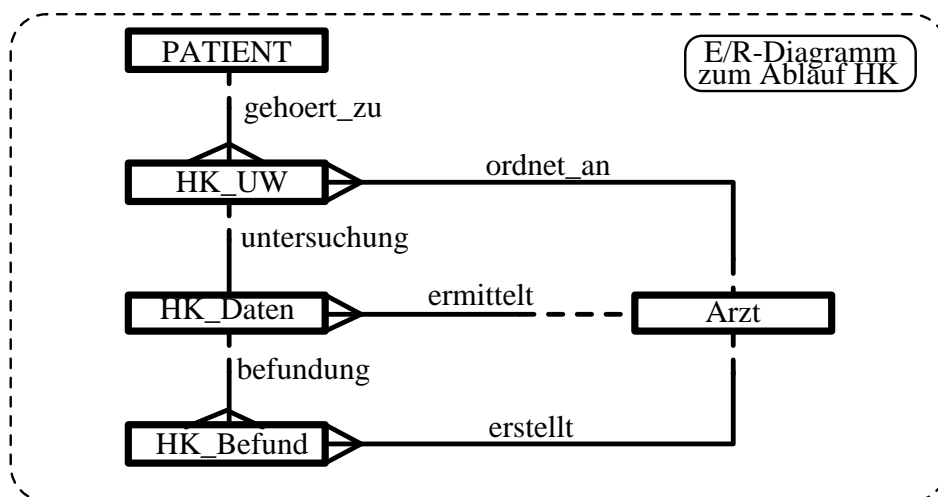 PATIENT
E/R-Diagramm
zum Ablauf HK
gehoert_zu
ordnet_an
HK_UW
untersuchung
ermittelt
HK_Daten
Arzt
befundung
erstellt
HK_Befund